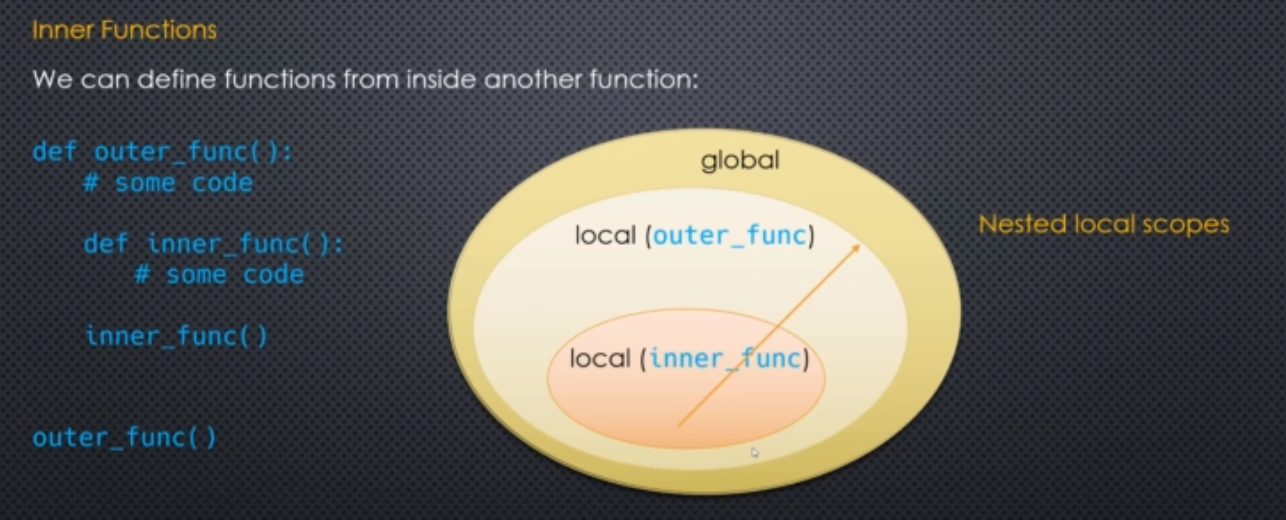 Inner Functions
We can define functions from inside another function:
def outer_func():
# some code
def inner_func():
# some code
inner_func()
outer_func()
global
local (outer_func)
local (inner_func)
Nested local scopes